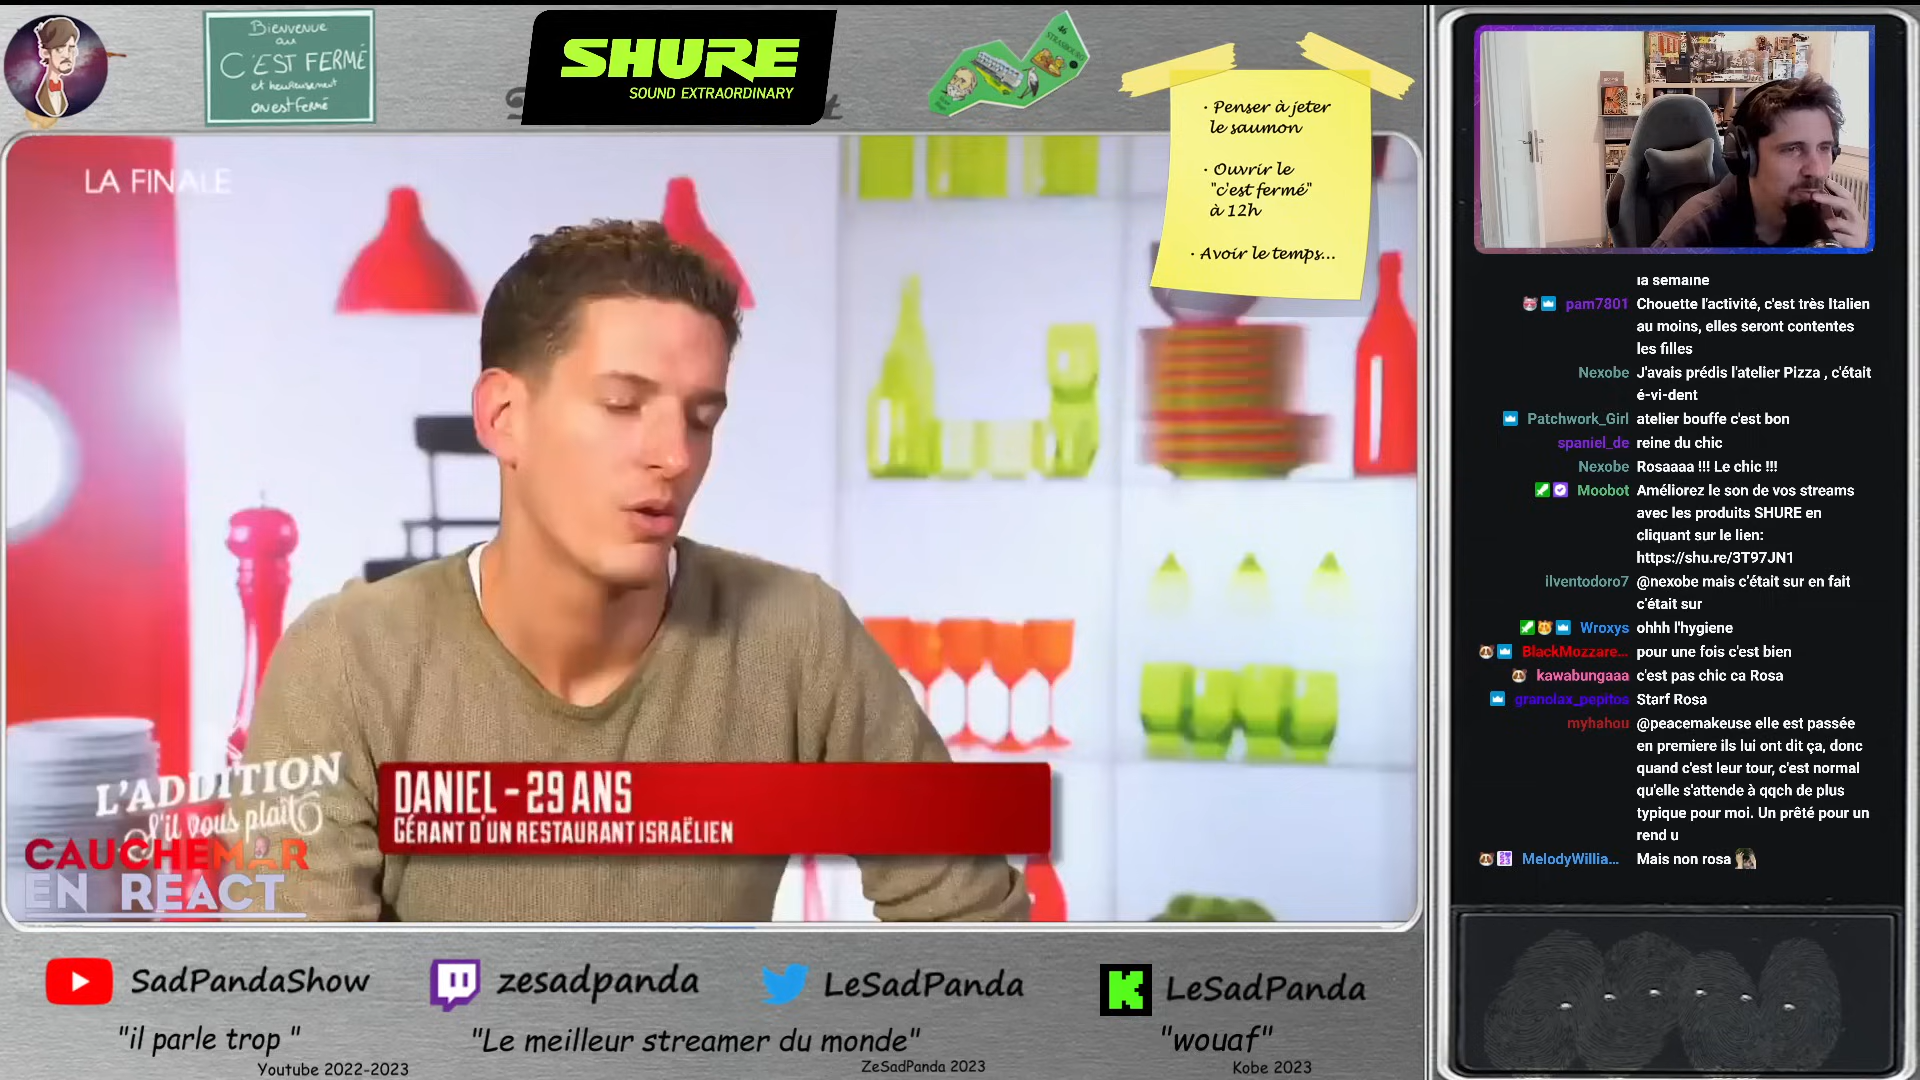 Bienvenue
au
C'EST FERMÉ
et heureusement
on est fermé
SHURE
SOUND EXTRAORDINARY
STRASBOURG
· Penser à jeter
le saumon
· Ouvrir le
"c'est fermé"
à 12h
· Avoir le temps...
LA FINALE
L'ADDITION
S'il vous plaît
CAUCHEMAR
EN REACT
DANIEL - 29 ANS
GÉRANT D'UN RESTAURANT ISRAËLIEN
la semaine
pam7801 Chouette l'activité, c'est très Italien
au moins, elles seront contentes
les filles
Nexobe J'avais prédis l'atelier Pizza , c'était
é-vi-dent
Patchwork_Girl atelier bouffe c'est bon
spaniel_de reine du chic
Nexobe Rosaaaa !!! Le chic !!!
Moobot Améliorez le son de vos streams
avec les produits SHURE en
cliquant sur le lien:
https://shu.re/3T97JN1
ilventodoro7 @nexobe mais c'était sur en fait
c'était sur
Wroxys ohhh l'hygiene
BlackMozzare... pour une fois c'est bien
kawabungaaa c'est pas chic ca Rosa
granolax_pepitos Starf Rosa
myhahou @peacemakeuse elle est passée
en premiere ils lui ont dit ça, donc
quand c'est leur tour, c'est normal
qu'elle s'attende à qqch de plus
typique pour moi. Un prêté pour un
rend u
MelodyWillia... Mais non rosa
SadPandaShow
zesadpanda
LeSadPanda
LeSadPanda
"il parle trop "
Youtube 2022-2023
"Le meilleur streamer du monde"
ZeSadPanda 2023
"wouaf"
Kobe 2023